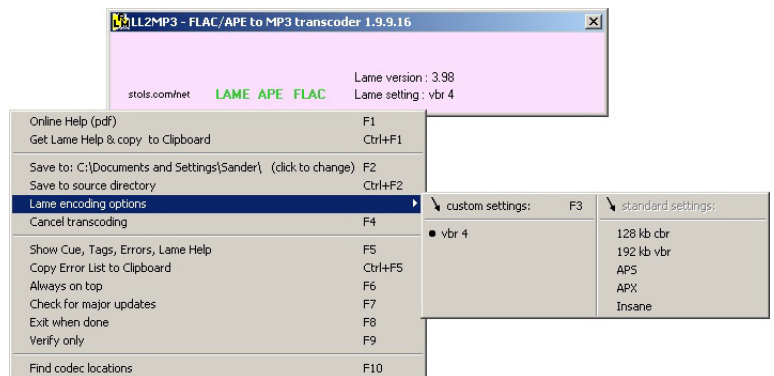 LL2MP3 - FLAC/APE to MP3 transcoder 1.9.9.16
Lame version : 3.98
stols.com/net LAME APE FLAC Lame setting : vbr 4
Online Help (pdf) F1
Get Lame Help & copy to Clipboard Ctrl+F1
Save to: C:\Documents and Settings\Sander\ (click to change) F2
Save to source directory Ctrl+F2
Lame encoding options
Cancel transcoding F4
Show Cue, Tags, Errors, Lame Help F5
Copy Error List to Clipboard Ctrl+F5
Always on top F6
Check for major updates F7
Exit when done F8
Verify only F9
Find codec locations F10
custom settings: F3
vbr 4
standard settings:
128 kb cbr
192 kb vbr
APS
APX
Insane